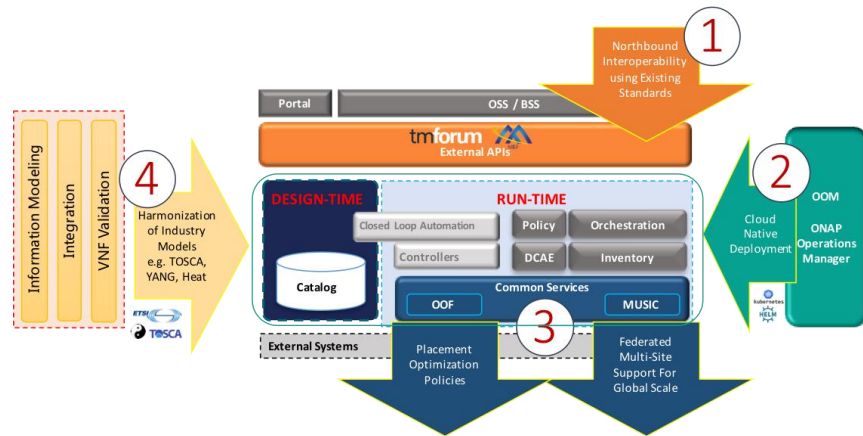 1
Northbound
Interoperability
using Existing
Standards
Portal
OSS / BSS
tmforum
External APIs
Information Modeling
Integration
VNF Validation
4
Harmonization
of Industry
Models
e.g. TOSCA,
YANG, Heat
ETSI
TOSCA
DESIGN-TIME
RUN-TIME
Closed Loop Automation
Policy
Orchestration
Controllers
DCAE
Inventory
Catalog
Common Services
OOF
MUSIC
2
Cloud
Native
Deployment
OOM
ONAP
Operations
Manager
kubernetes
HELM
3
External Systems
Placement
Optimization
Policies
Federated
Multi-Site
Support For
Global Scale